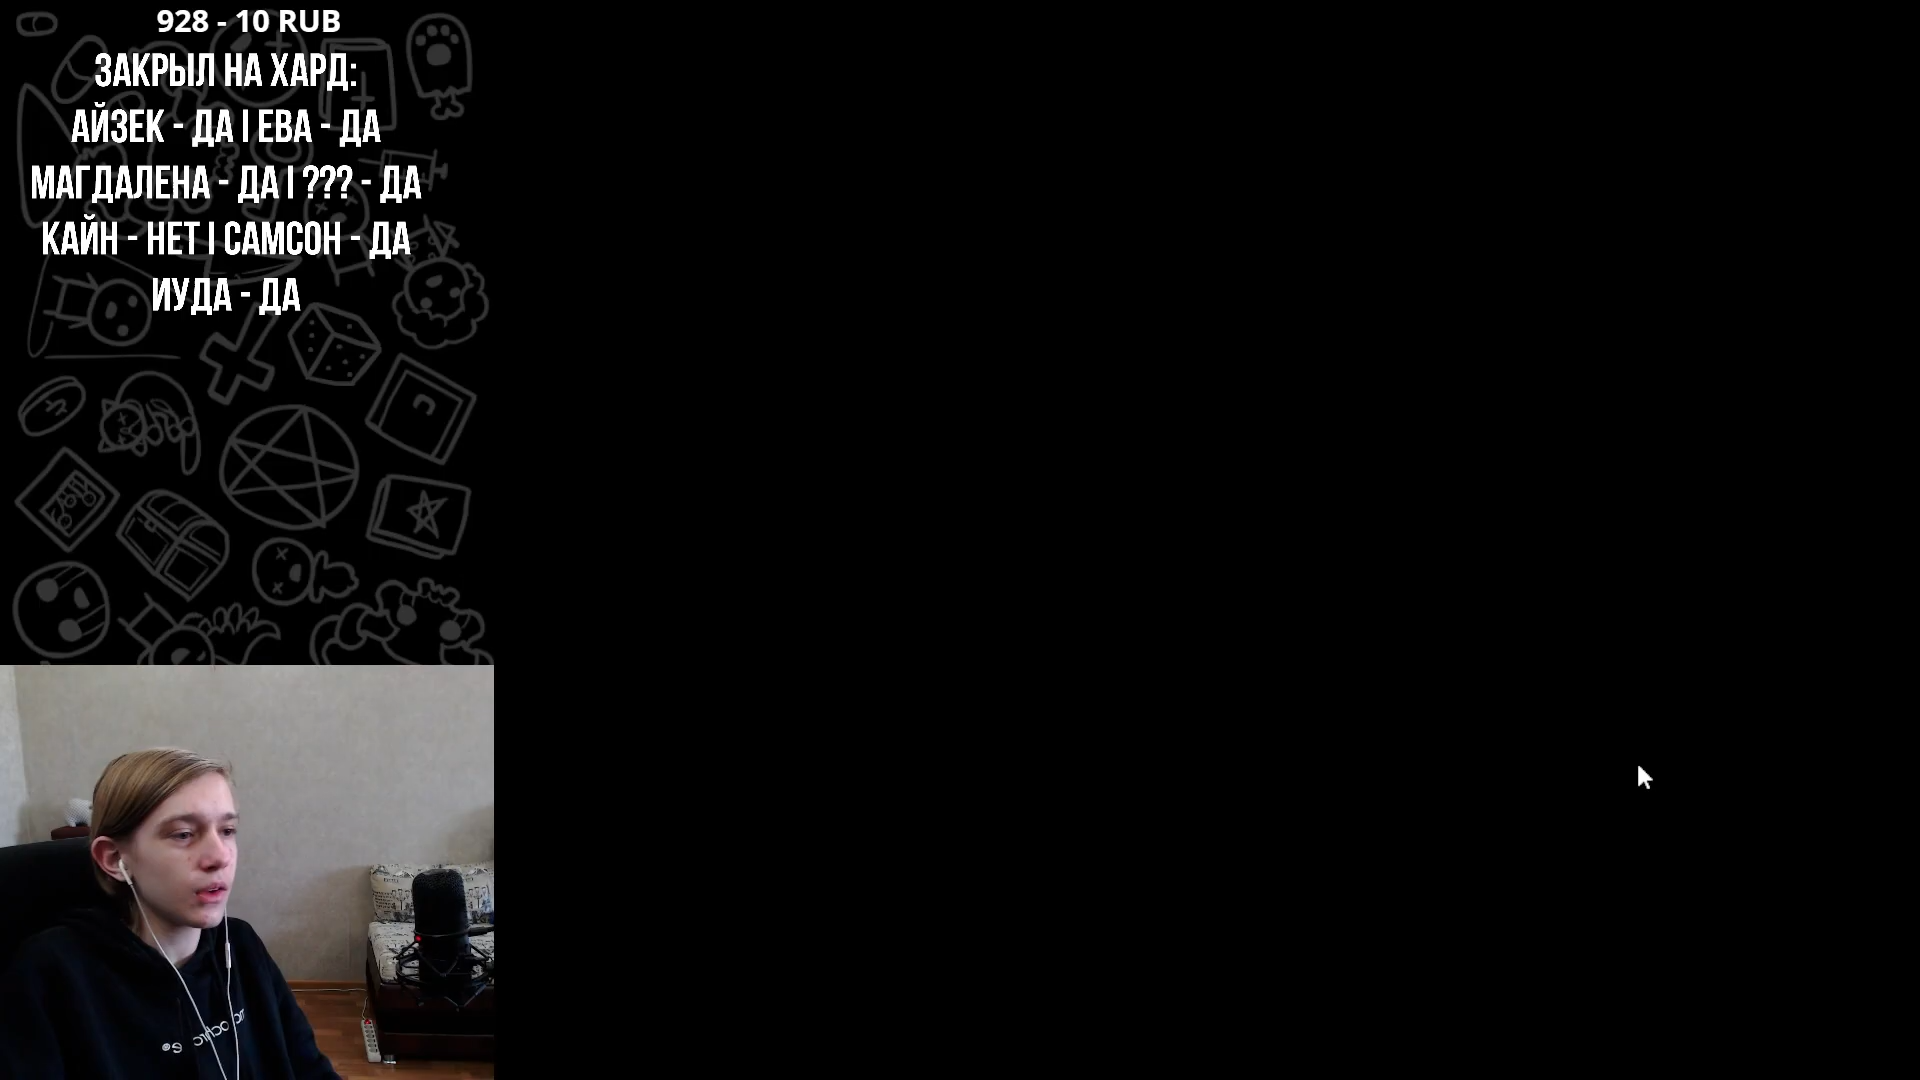 928 - 10 RUB
ЗАКРЫЛ НА ХАРД:
АЙЗЕК - ДА | ЕВА - ДА
МАГДАЛЕНА - ДА | ??? - ДА
КАЙН - НЕТ | САМСОН - ДА
ИУДА - ДА